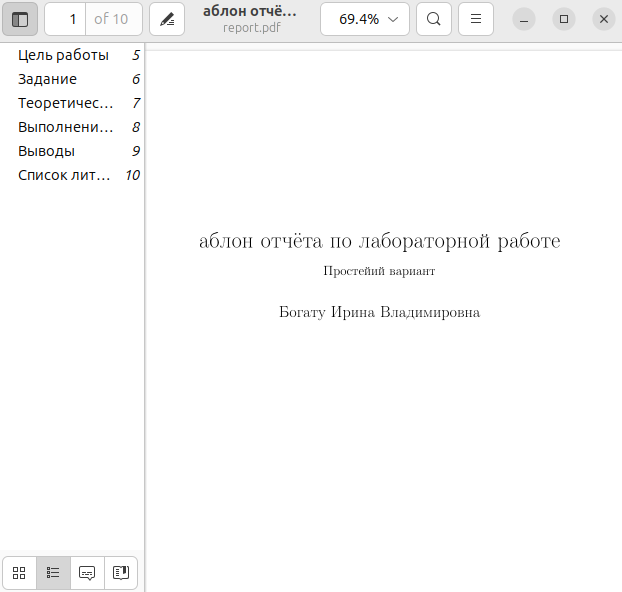 1 of 10
аблон отчё...
report.pdf
69.4%
Цель работы 5
Задание 6
Теоретичес... 7
Выполнени... 8
Выводы 9
Список лит... 10
аблон отчёта по лабораторной работе
Простейий вариант
Богату Ирина Владимировна